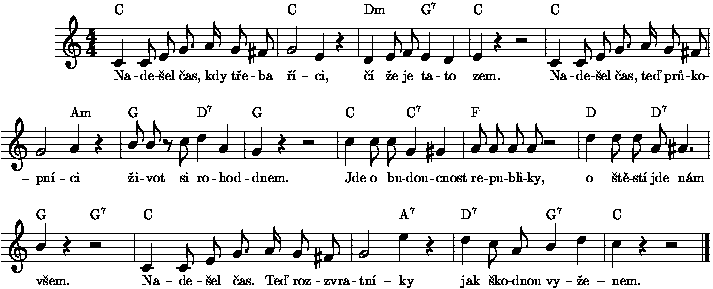 C C Dm G7 C C
Na-de-šel čas, kdy tře-ba ří-ci, čí že je ta-to zem. Na-de-šel čas, teď prů-ko-
Am G D7 G C C7 F D D7
-pní-ci ži-vot si ro-hod-dnem. Jde o bu-dou-cnost re-pu-bli-ky, o ště-stí jde nám
G G7 C A7 D7 G7 C
všem. Na-de-šel čas. Teď roz-zvra-tní-ky jak ško-dnou vy-že-nem.